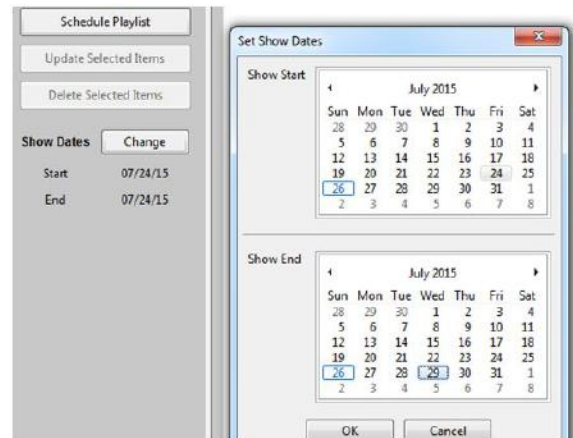 Schedule Playlist
Update Selected Items
Delete Selected Items
Show Dates Change
Start 07/24/15
End 07/24/15
Set Show Dates
Show Start
July 2015
Sun Mon Tue Wed Thu Fri Sat
28 29 30 1 2 3 4
5 6 7 8 9 10 11
12 13 14 15 16 17 18
19 20 21 22 23 24 25
26 27 28 29 30 31 1
2 3 4 5 6 7 8
Show End
July 2015
Sun Mon Tue Wed Thu Fri Sat
28 29 30 1 2 3 4
5 6 7 8 9 10 11
12 13 14 15 16 17 18
19 20 21 22 23 24 25
26 27 28 29 30 31 1
2 3 4 5 6 7 8
OK Cancel